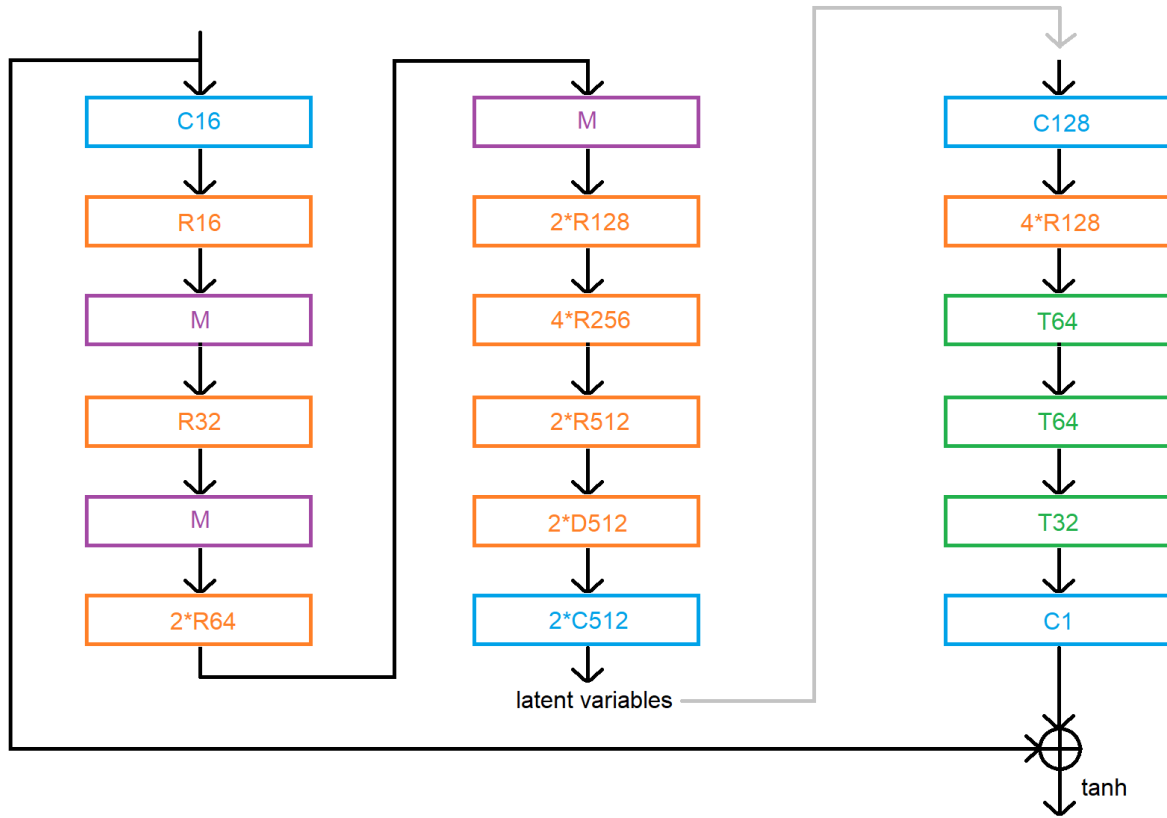 C16
R16
M
R32
M
2*R64
M
2*R128
4*R256
2*R512
2*D512
2*C512
latent variables
C128
4*R128
T64
T64
T32
C1
tanh